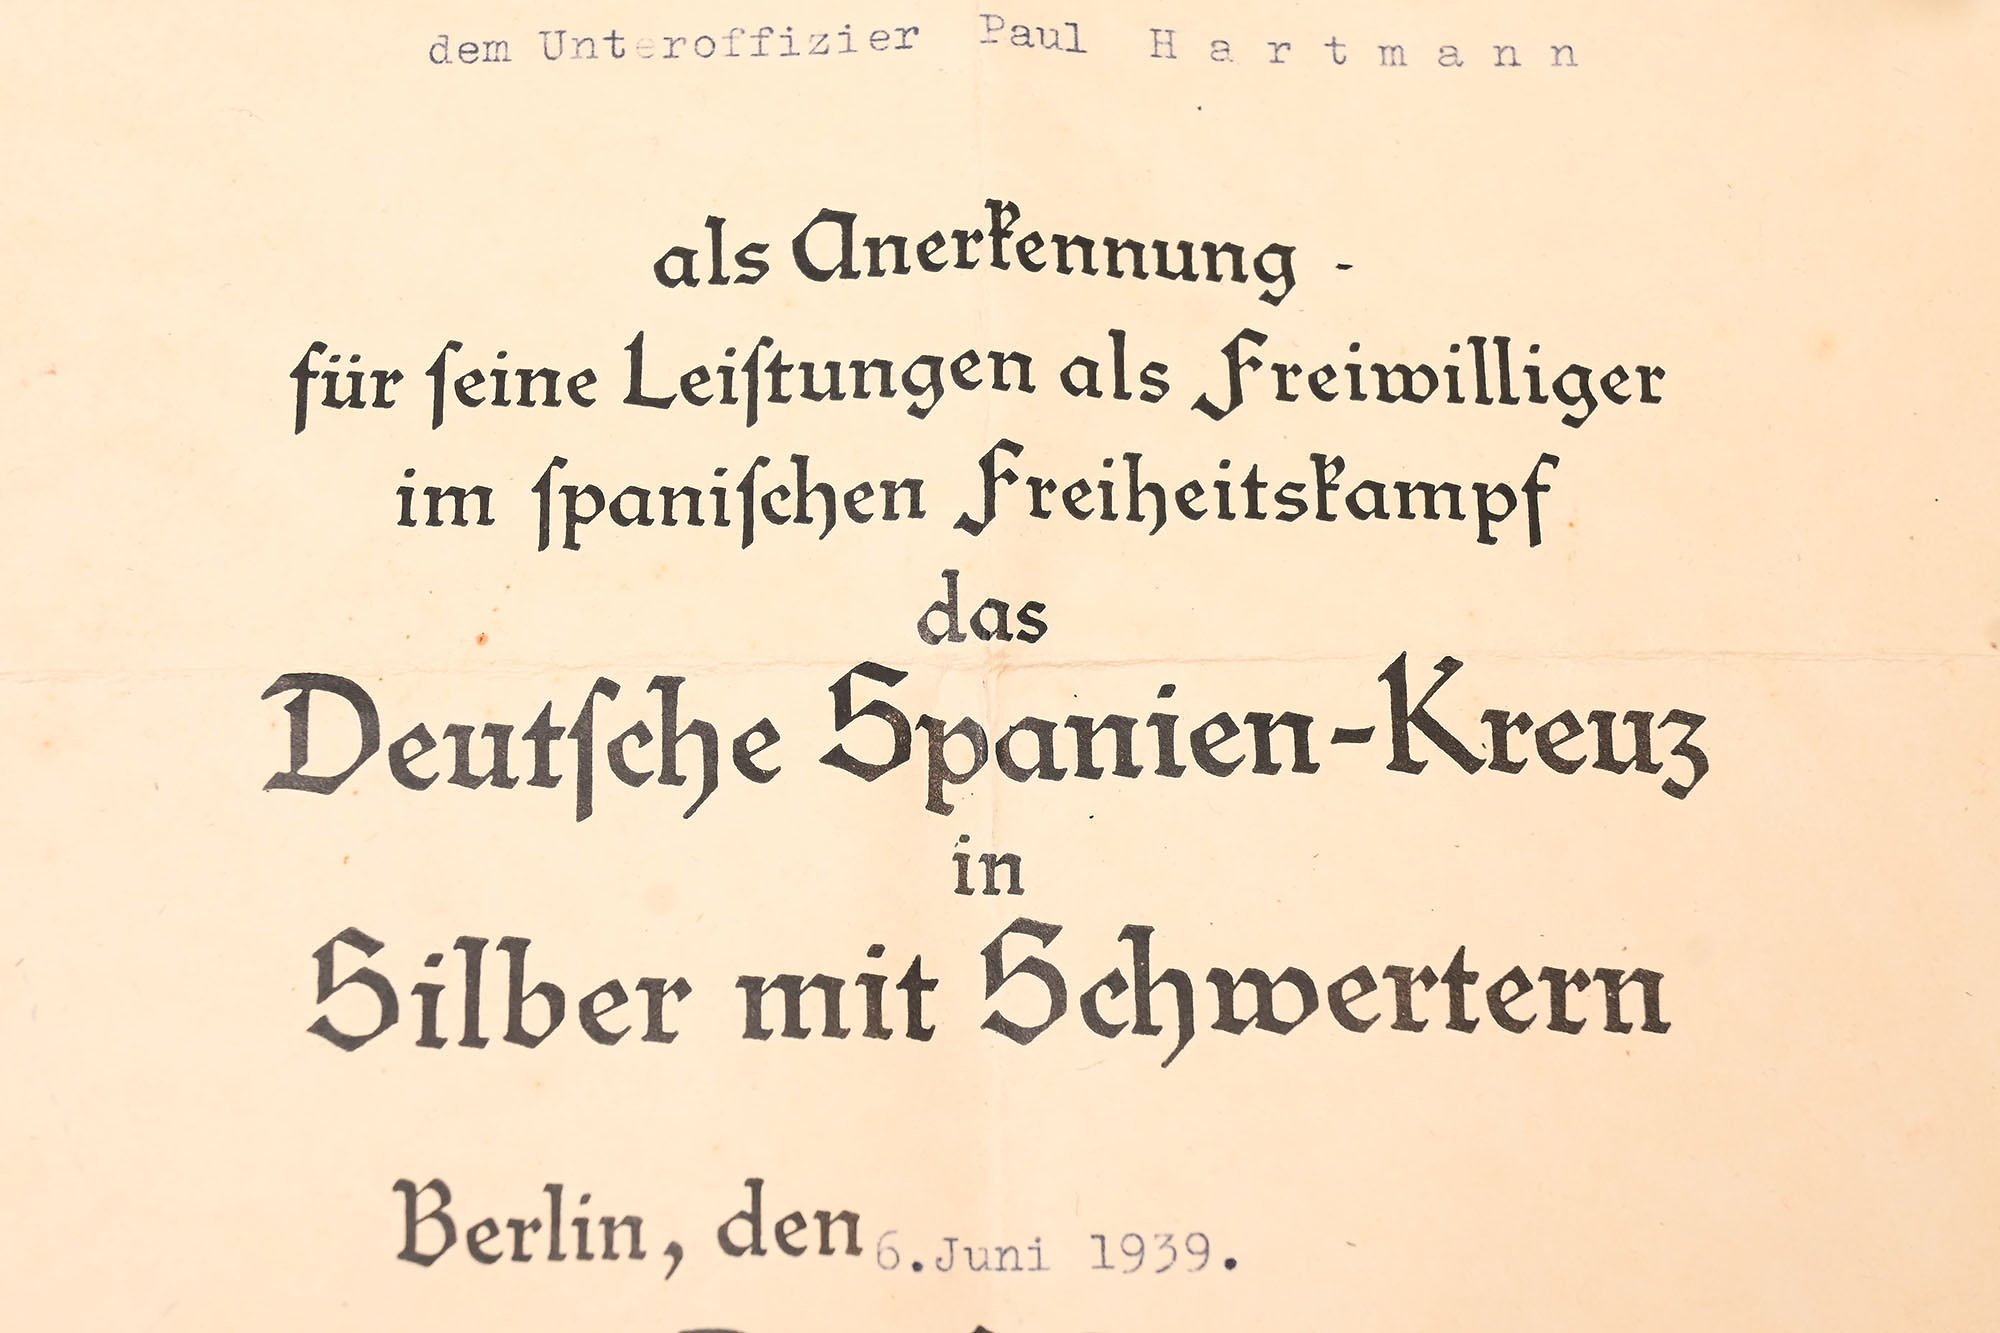 dem Unteroffizier Paul H a r t m a n n
als Anerkennung -
für ſeine Leiſtungen als Freiwilliger
im ſpaniſchen Freiheitskampf
das
Deutſche Spanien-Kreuz
in
Silber mit Schwertern
Berlin, den 6. Juni 1939.